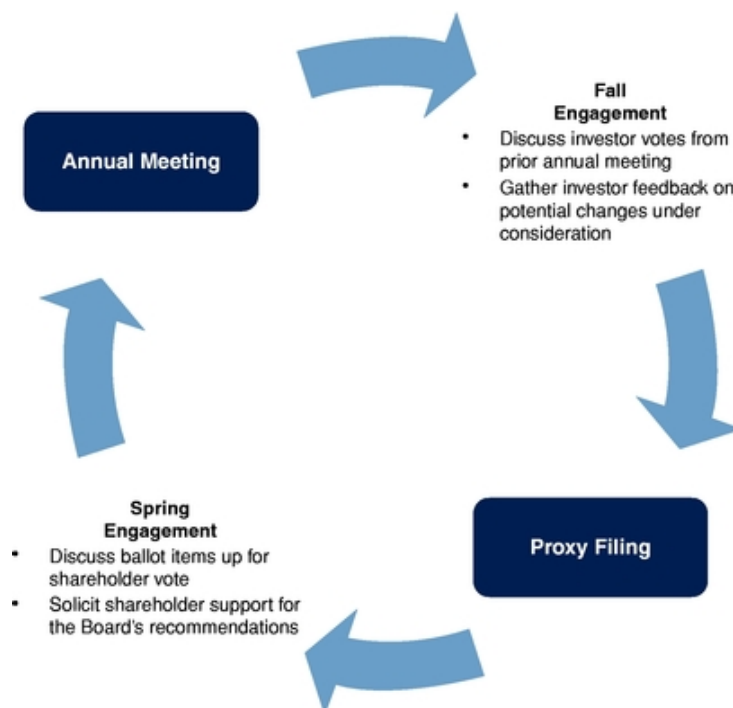 Annual Meeting
Fall
Engagement
• Discuss investor votes from
prior annual meeting
• Gather investor feedback on
potential changes under
consideration
Proxy Filing
Spring
Engagement
• Discuss ballot items up for
shareholder vote
• Solicit shareholder support for
the Board's recommendations